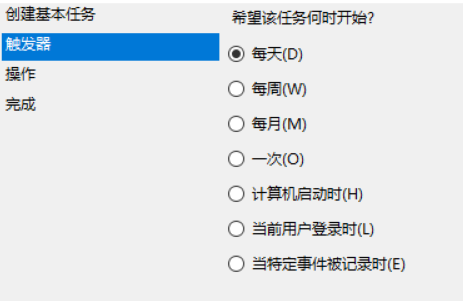 创建基本任务
触发器
操作
完成
希望该任务何时开始?
每天(D)
每周(W)
每月(M)
一次(O)
计算机启动时(H)
当前用户登录时(L)
当特定事件被记录时(E)